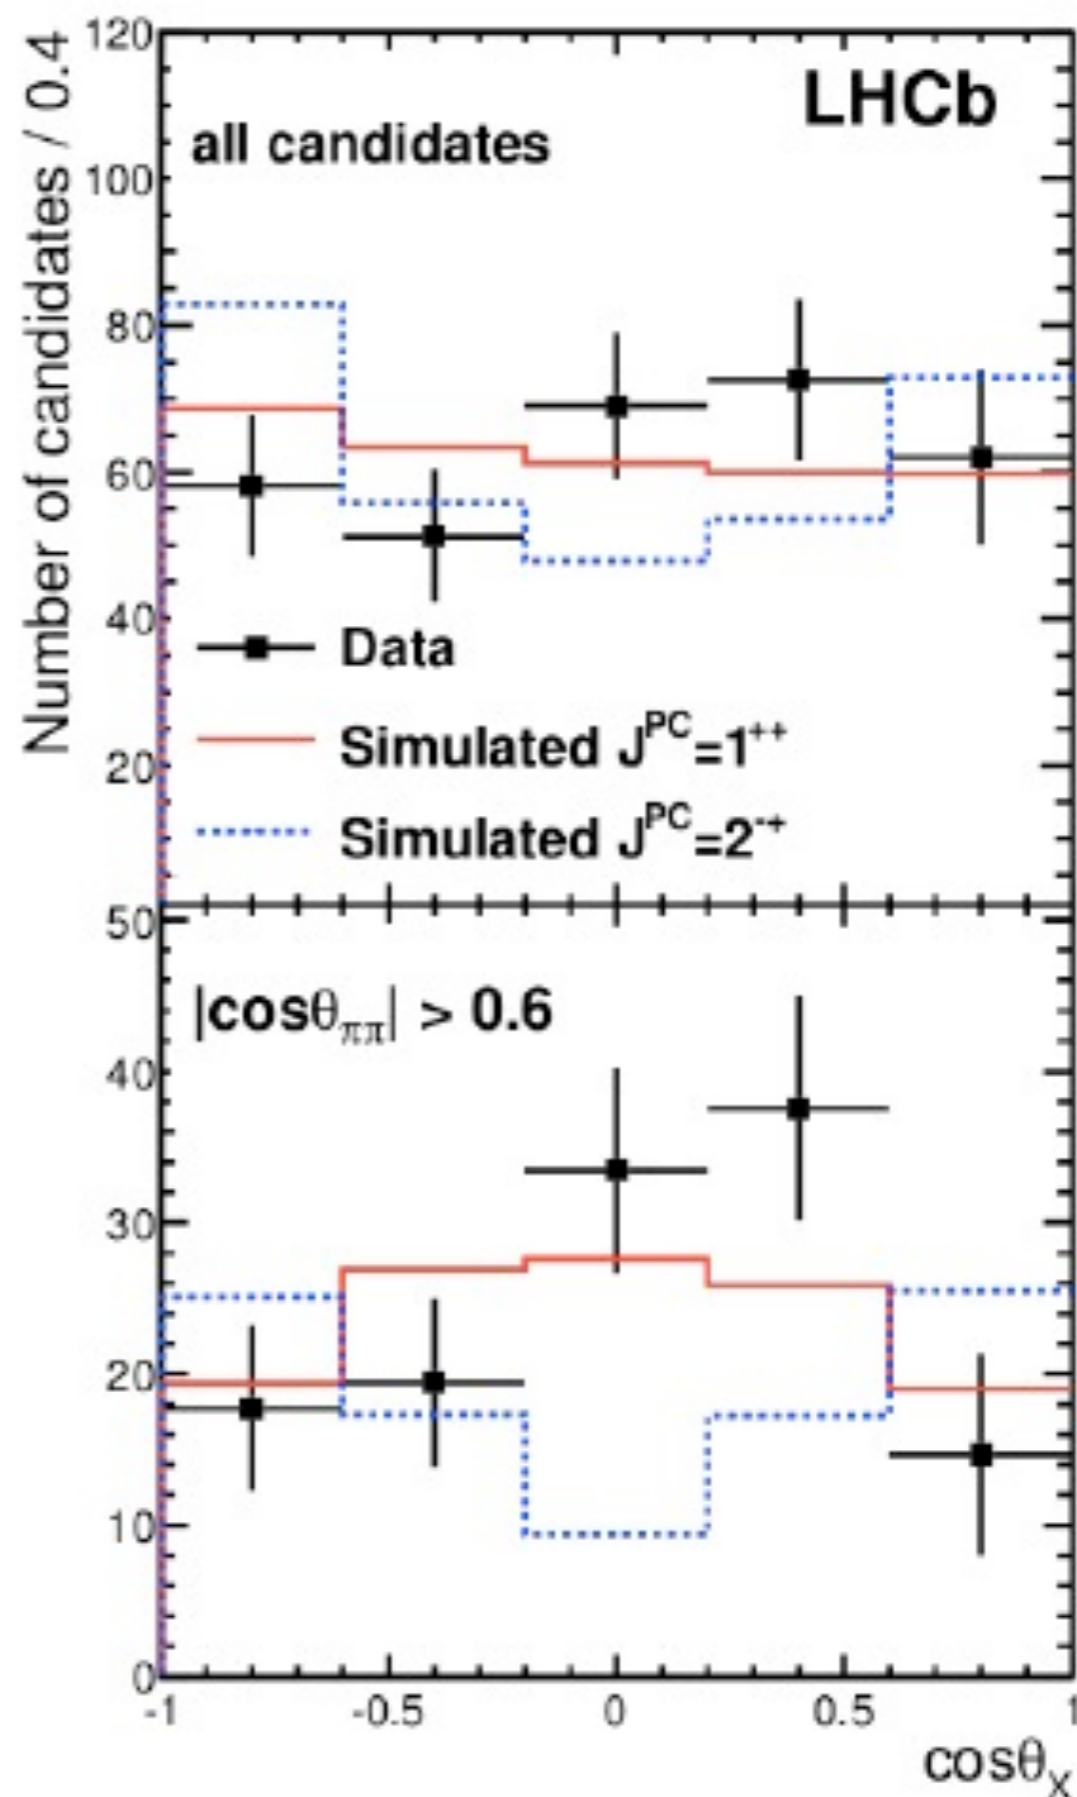 Number of candidates / 0.4
120
100
80
60
40
20
LHCb
all candidates
Data
Simulated J^PC=1^++
Simulated J^PC=2^-+
50
40
30
20
10
0
|cosθ_ππ| > 0.6
-1 -0.5 0 0.5 1
cosθ_X